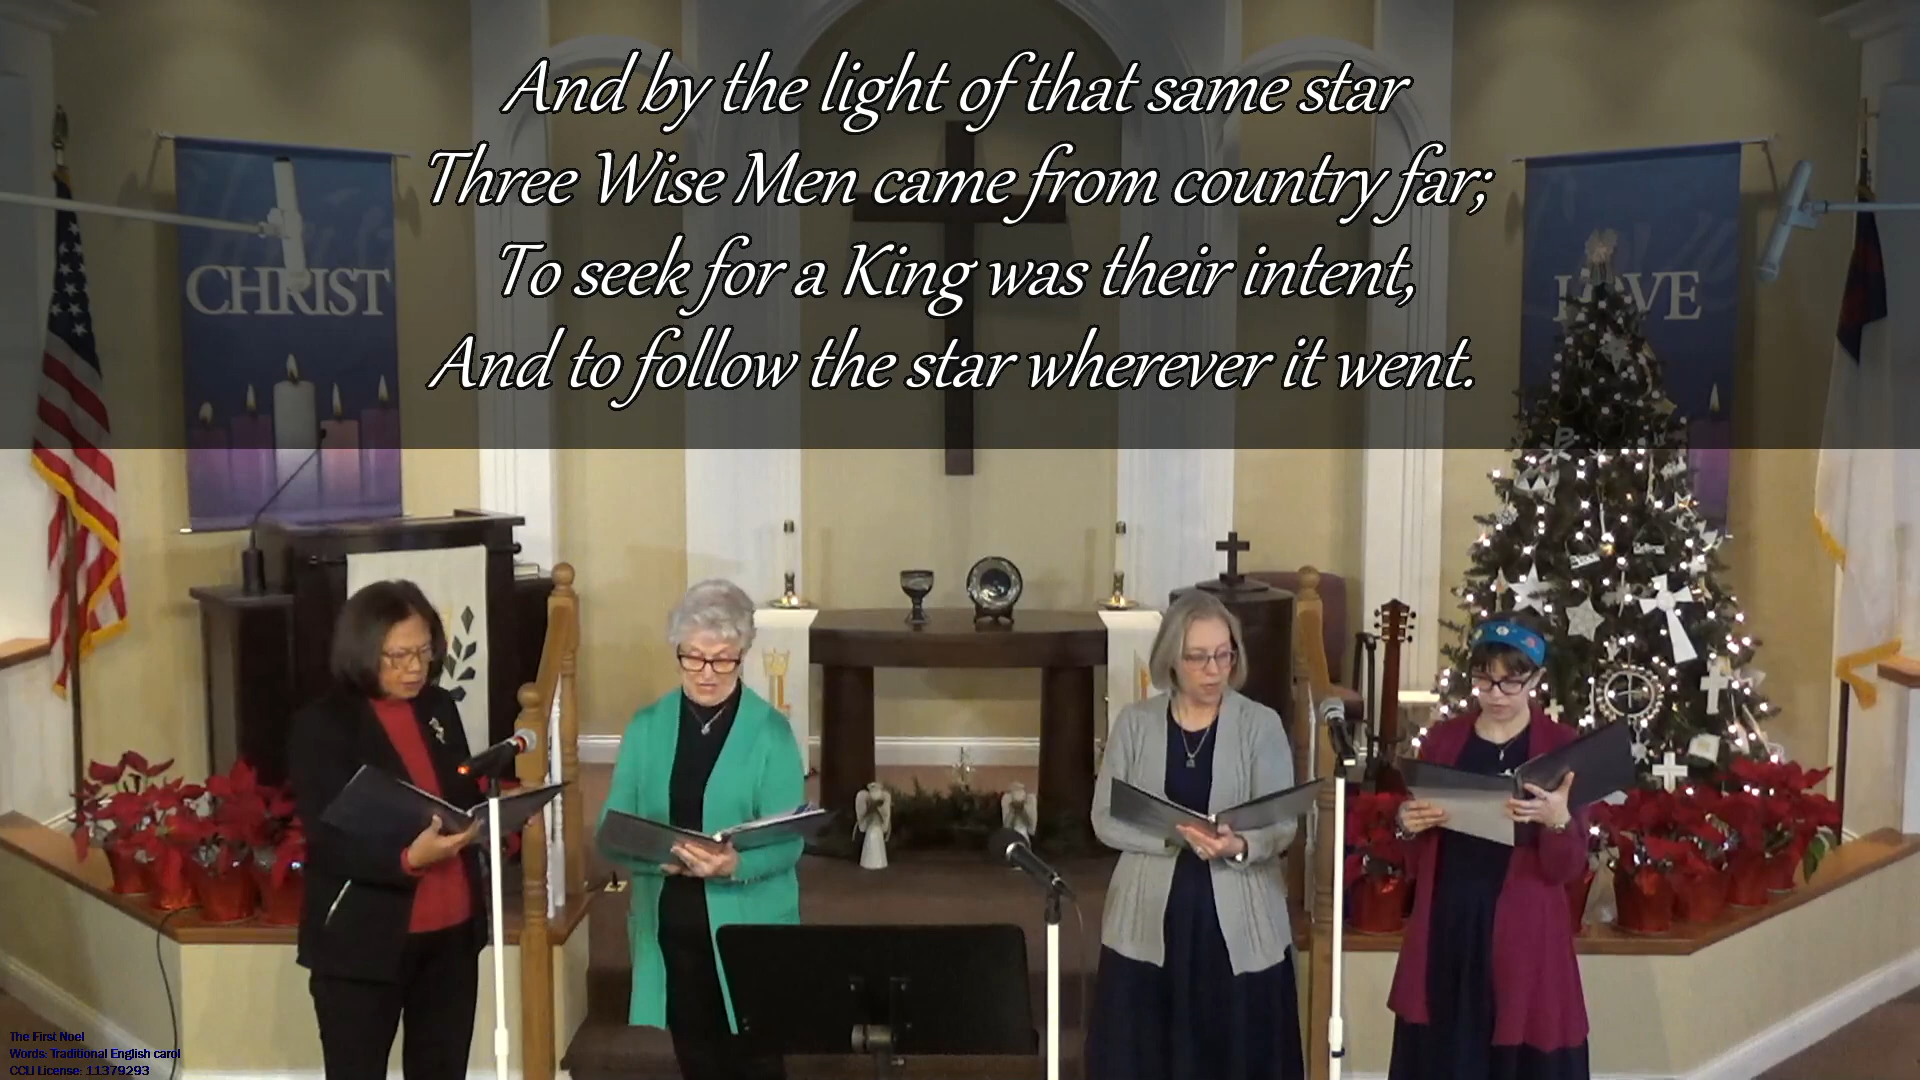 And by the light of that same star
Three Wise Men came from country far;
To seek for a King was their intent,
And to follow the star wherever it went.
CHRIST
LOVE
The First Noel
Words: Traditional English carol
CCLI License: 11379293